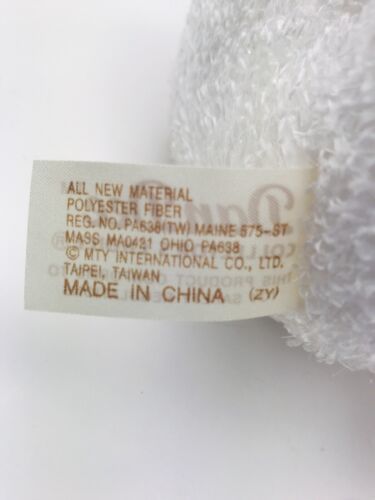 ALL NEW MATERIAL
POLYESTER FIBER
REG. NO. PA638(TW) MAINE 575-ST
MASS MA0421 OHIO PA638
© MTY INTERNATIONAL CO., LTD.
TAIPEI, TAIWAN
MADE IN CHINA (ZY)